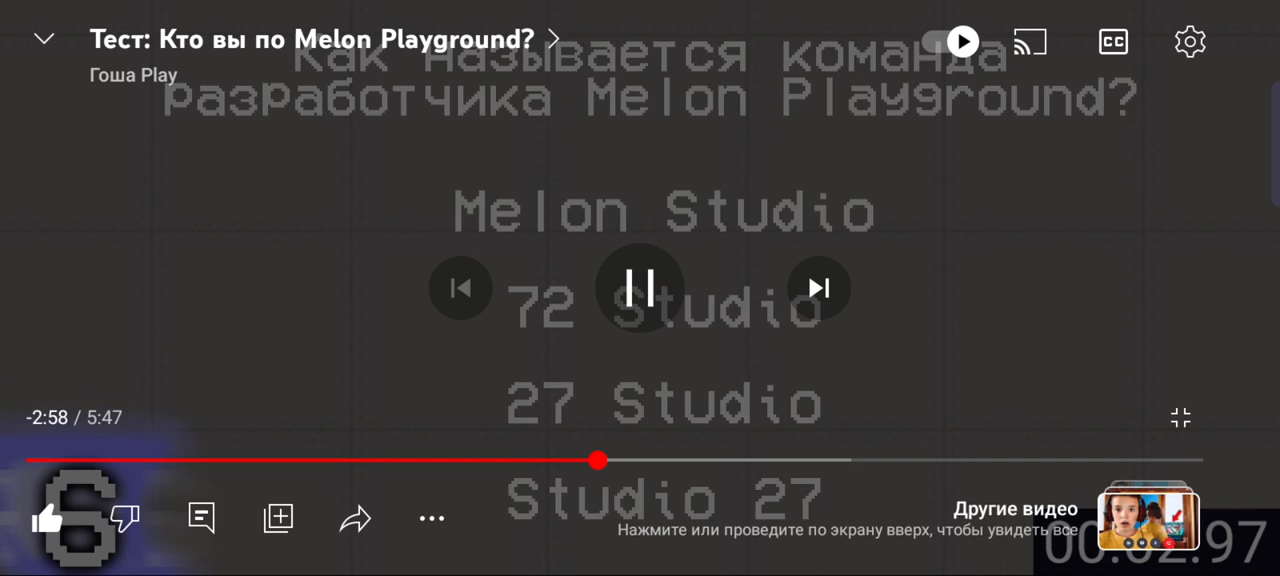 Тест: Кто вы по Melon Playground?
Гоша Play
Как называется команда
разработчика Melon Playground?
Melon Studio
72 Studio
27 Studio
Studio 27
-2:58 / 5:47
6
Другие видео
Нажмите или проведите по экрану вверх, чтобы увидеть все
00:02.97
CC